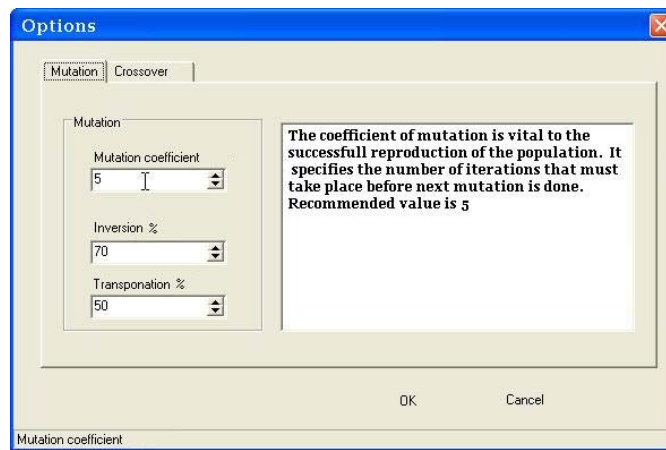 Options
Mutation Crossover
Mutation
Mutation coefficient
5
Inversion %
70
Transponation %
50
The coefficient of mutation is vital to the
successfull reproduction of the population. It
specifies the number of iterations that must
take place before next mutation is done.
Recommended value is 5
OK Cancel
Mutation coefficient